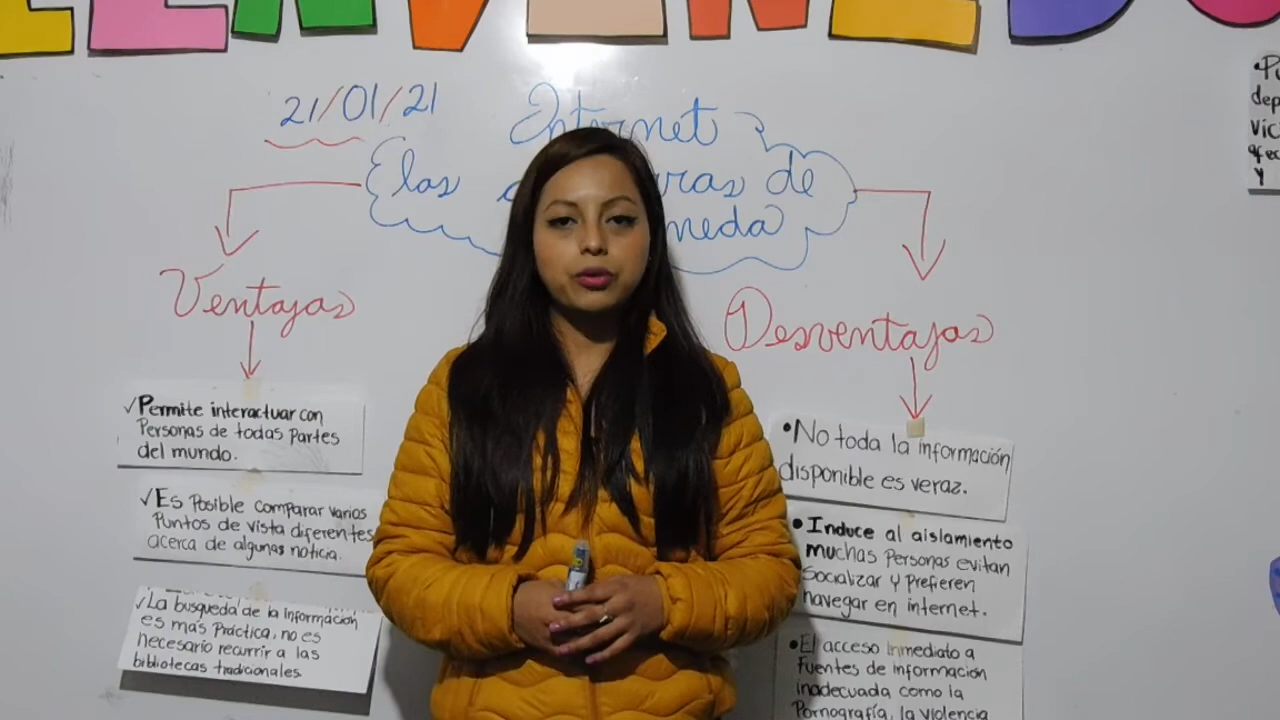 21/01/21
Internet
las de
Ventajas
✓Permite interactuar con
Personas de todas partes
del mundo.
✓Es Posible comparar varios
Puntos de vista diferentes
acerca de algunas noticia.
✓La busqueda de la Información
es más Práctica, no es
necesario recurrir a las
bibliotecas tradicionales.
Desventajas
•No toda la información
disponible es veraz.
•Induce al aislamiento
muchas Personas evitan
Socializar y Prefieren
navegar en internet.
•El acceso Inmediato a
Fuentes de Información
inadecuada como la
Pornografía, la violencia